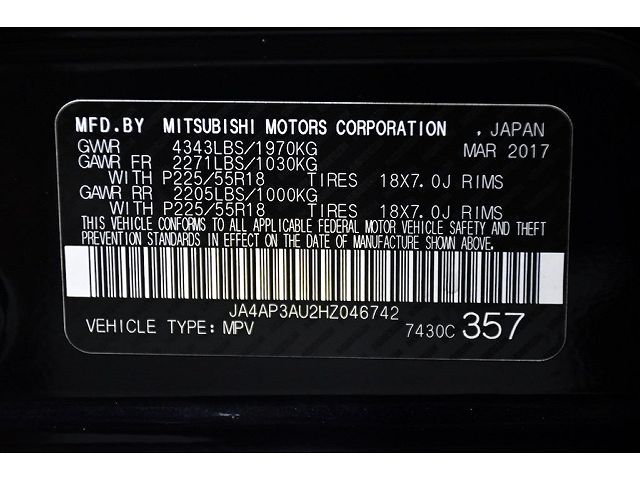 MFD.BY MITSUBISHI MOTORS CORPORATION , JAPAN
GVWR 4343LBS/1970KG MAR 2017
GAWR FR 2271LBS/1030KG
WITH P225/55R18 TIRES 18X7.0J RIMS
GAWR RR 2205LBS/1000KG
WITH P225/55R18 TIRES 18X7.0J RIMS
THIS VEHICLE CONFORMS TO ALL APPLICABLE FEDERAL MOTOR VEHICLE SAFETY AND THEFT
PREVENTION STANDARDS IN EFFECT ON THE DATE OF MANUFACTURE SHOWN ABOVE.
JA4AP3AU2HZ046742
VEHICLE TYPE: MPV 7430C 357